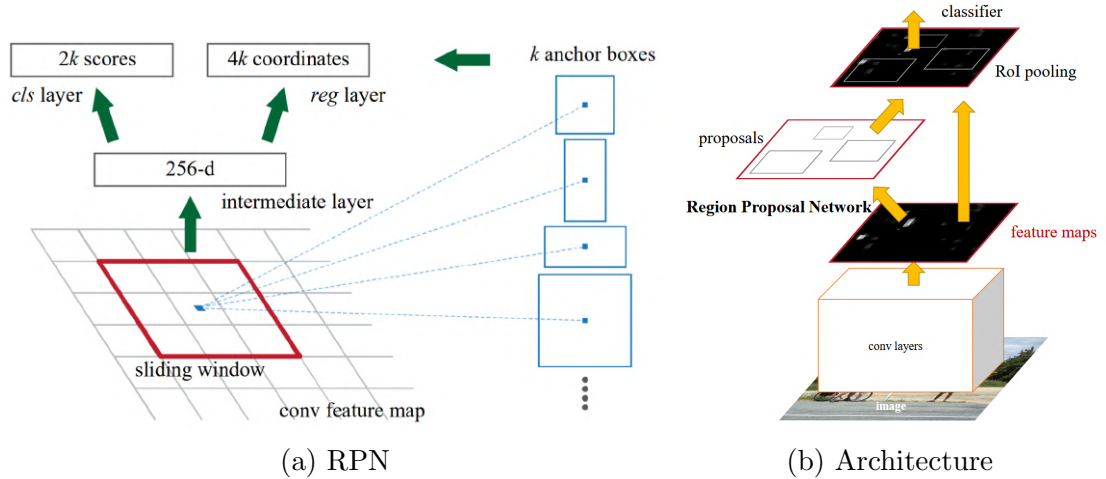 2k scores
4k coordinates
k anchor boxes
cls layer
reg layer
256-d
intermediate layer
sliding window
conv feature map
(a) RPN
classifier
RoI pooling
proposals
Region Proposal Network
feature maps
conv layers
image
(b) Architecture